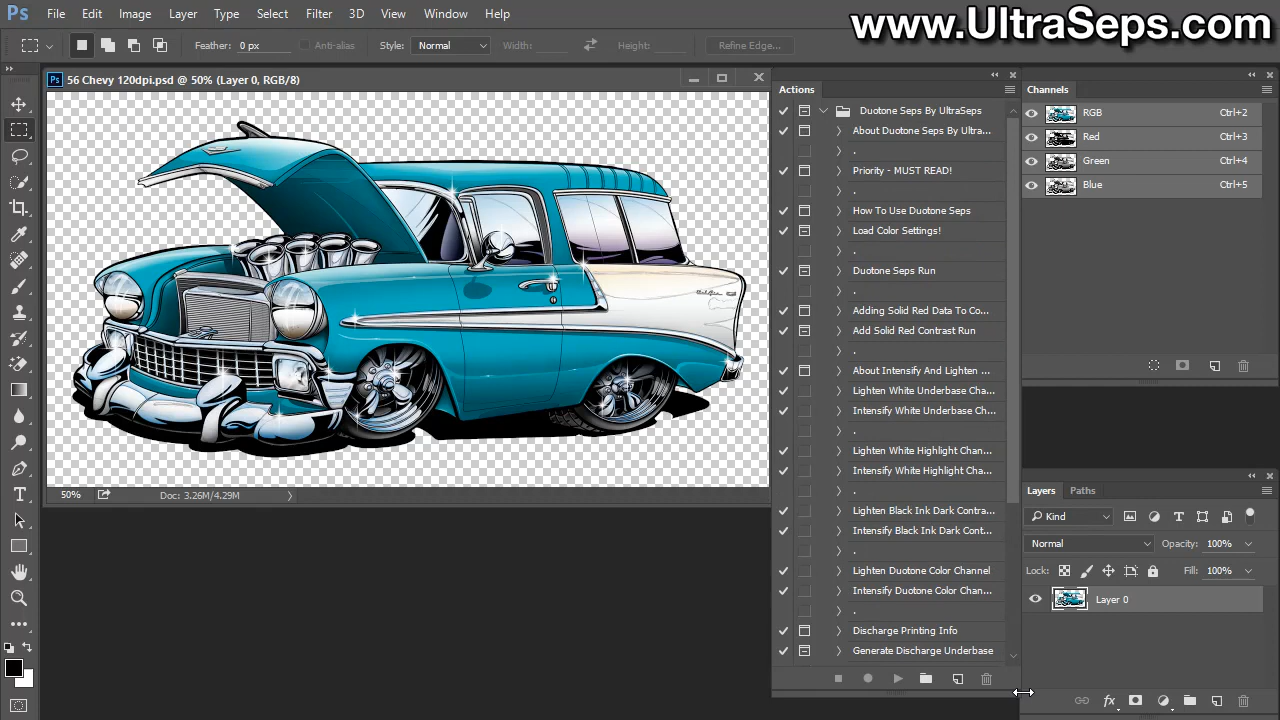 www.UltraSeps.com
Ps File Edit Image Layer Type Select Filter 3D View Window Help
Feather: 0 px Anti-alias Style: Normal Width: Height: Refine Edge...
Ps 56 Chevy 120dpi.psd @ 50% (Layer 0, RGB/8)
50% Doc: 3.26M/4.29M
Actions
Duotone Seps By UltraSeps
About Duotone Seps By Ultra...
.
Priority - MUST READ!
.
How To Use Duotone Seps
Load Color Settings!
.
Duotone Seps Run
.
Adding Solid Red Data To Co...
Add Solid Red Contrast Run
.
About Intensify And Lighten ...
Lighten White Underbase Cha...
Intensify White Underbase Ch...
.
Lighten White Highlight Chan...
Intensify White Highlight Cha...
.
Lighten Black Ink Dark Contra...
Intensify Black Ink Dark Cont...
.
Lighten Duotone Color Channel
Intensify Duotone Color Chan...
.
Discharge Printing Info
Generate Discharge Underbase
Channels
RGB Ctrl+2
Red Ctrl+3
Green Ctrl+4
Blue Ctrl+5
Layers Paths
Kind
Normal Opacity: 100%
Lock: Fill: 100%
Layer 0